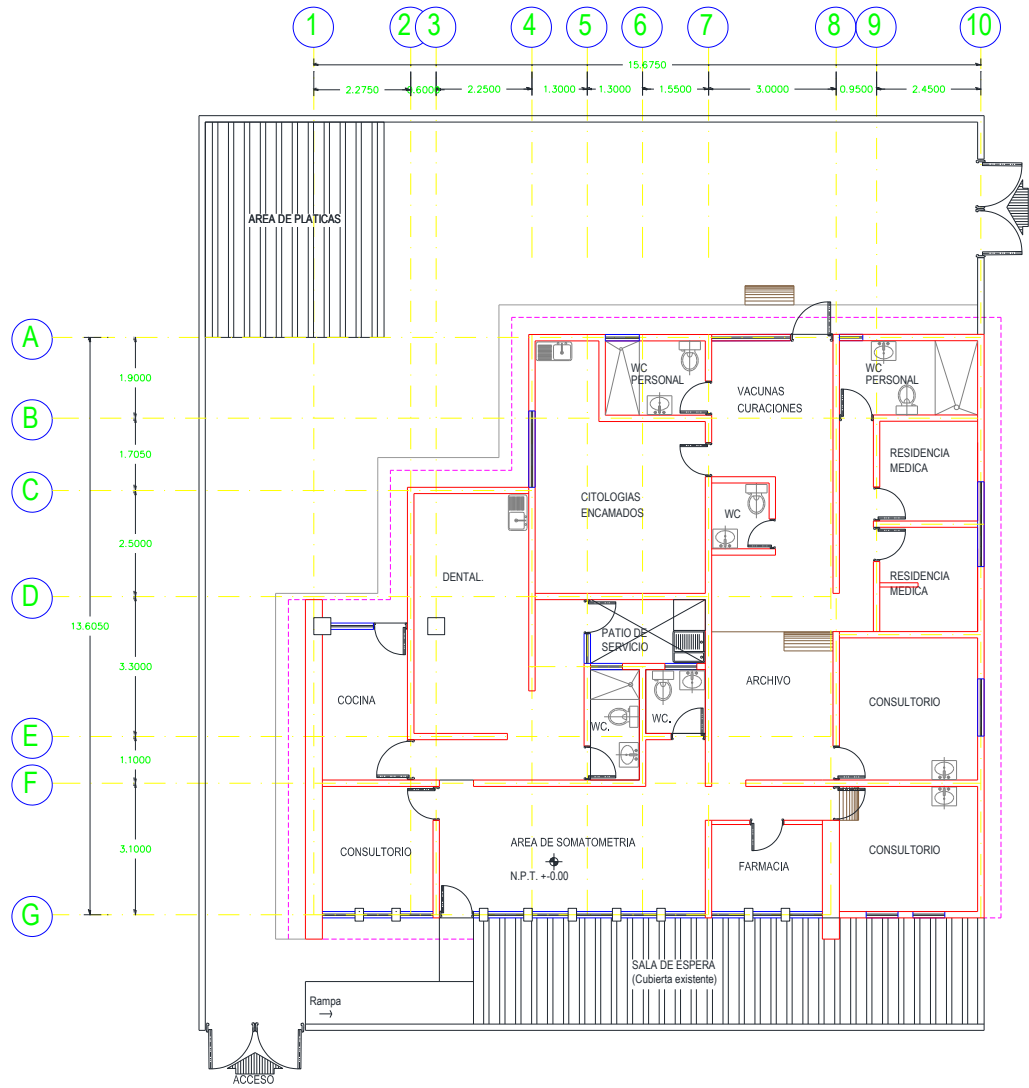 1
2
3
4
5
6
7
8
9
10
15.6750
2.2750
.6000
2.2500
1.3000
1.3000
1.5500
3.0000
0.9500
2.4500
AREA DE PLATICAS
A
B
C
D
E
F
G
13.6050
1.9000
1.7050
2.5000
3.3000
1.1000
3.1000
WC
PERSONAL
VACUNAS
CURACIONES
WC
PERSONAL
RESIDENCIA
MEDICA
CITOLOGIAS
ENCAMADOS
WC
DENTAL.
RESIDENCIA
MEDICA
PATIO DE
SERVICIO
COCINA
ARCHIVO
CONSULTORIO
WC.
WC.
CONSULTORIO
AREA DE SOMATOMETRIA
N.P.T. +-0.00
FARMACIA
CONSULTORIO
SALA DE ESPERA
(Cubierta existente)
Rampa
ACCESO